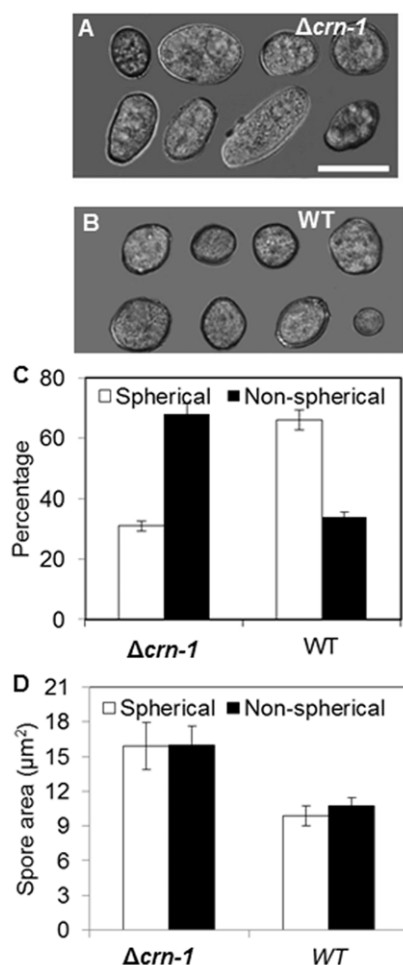 A Δcrn-1
B WT
C
80
60
40
20
0
Percentage
Spherical Non-spherical
Δcrn-1 WT
D
21
18
15
12
9
6
3
0
Spore area (µm²)
Spherical Non-spherical
Δcrn-1 WT